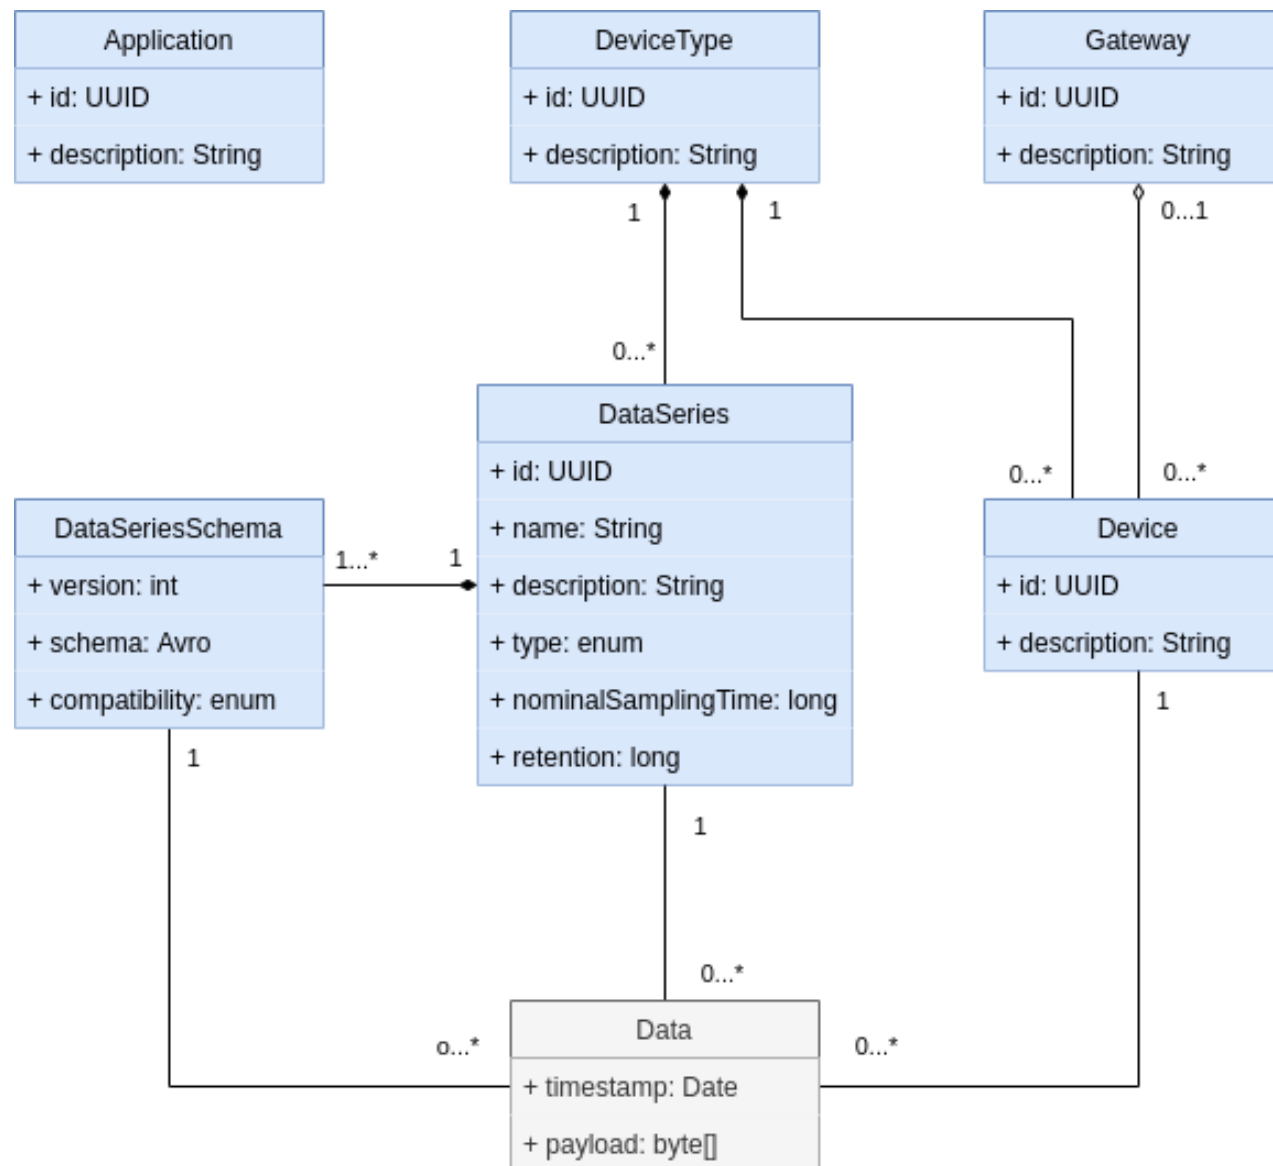 Application
+ id: UUID
+ description: String
DeviceType
+ id: UUID
+ description: String
Gateway
+ id: UUID
+ description: String
1
1
0...1
0...*
0...*
0...*
DataSeries
+ id: UUID
+ name: String
+ description: String
+ type: enum
+ nominalSamplingTime: long
+ retention: long
DataSeriesSchema
+ version: int
+ schema: Avro
+ compatibility: enum
1...*
1
Device
+ id: UUID
+ description: String
1
1
1
0...*
o...*
0...*
Data
+ timestamp: Date
+ payload: byte[]